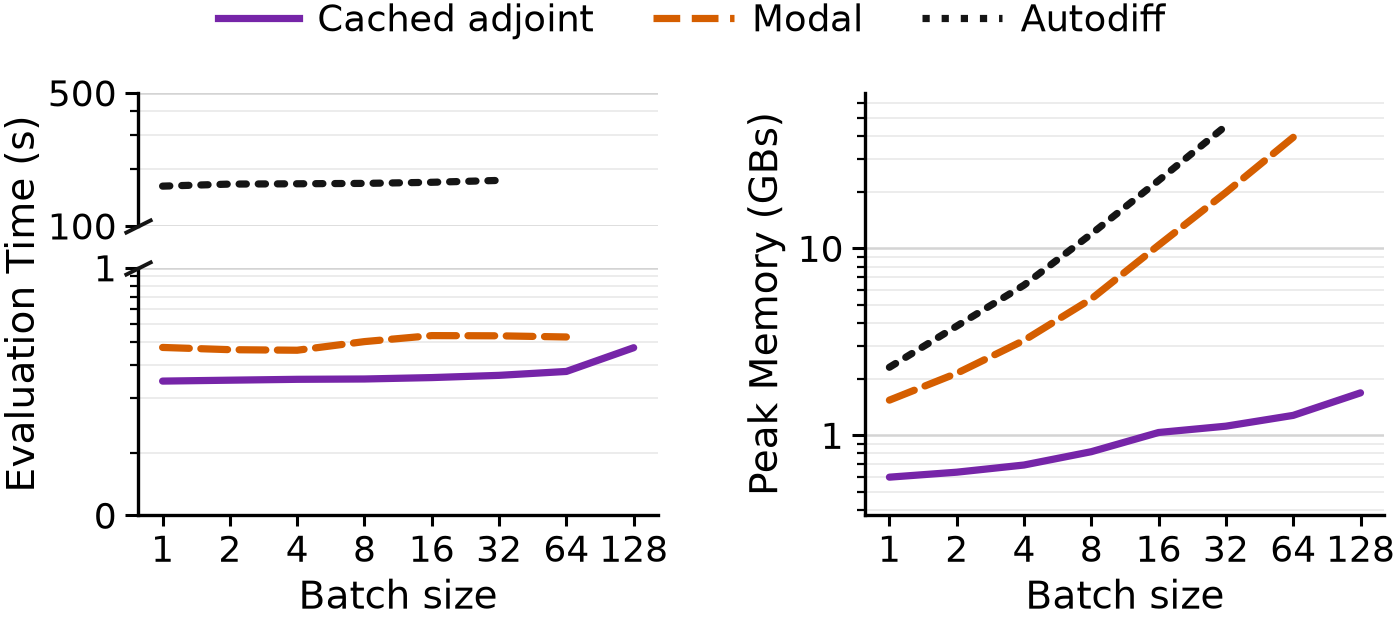 Cached adjoint Modal Autodiff
Evaluation Time (s)
500
100
1
0
1 2 4 8 16 32 64 128
Batch size
Peak Memory (GBs)
10
1
1 2 4 8 16 32 64 128
Batch size